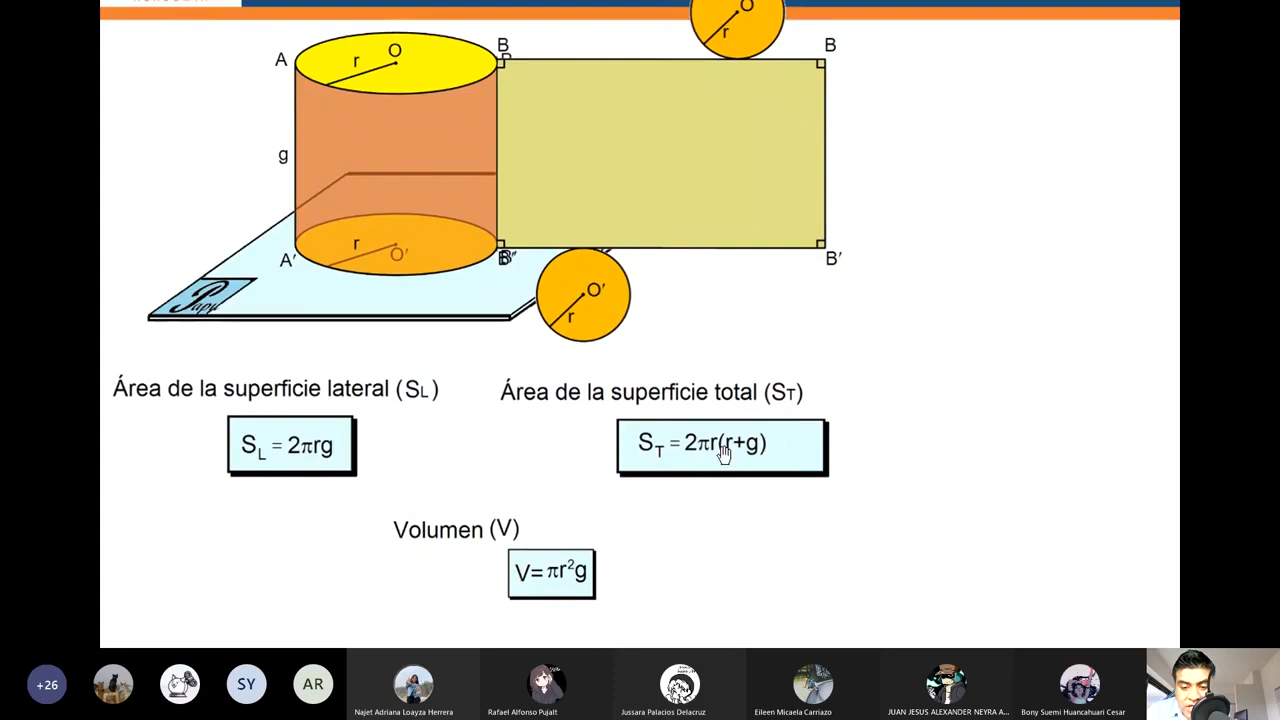 O
r
A
r
O
B
B
g
r
O'
A'
B'
O'
r
Papu
Área de la superficie lateral (SL)
Área de la superficie total (ST)
SL = 2πrg
ST = 2πr(r+g)
Volumen (V)
V=πr²g
+26
SY
AR
Najet Adriana Loayza Herrera
Rafael Alfonso Pujalt
Jussara Palacios Delacruz
Eileen Micaela Carriazo
JUAN JESUS ALEXANDER NEYRA A...
Bony Suemi Huancahuari Cesar